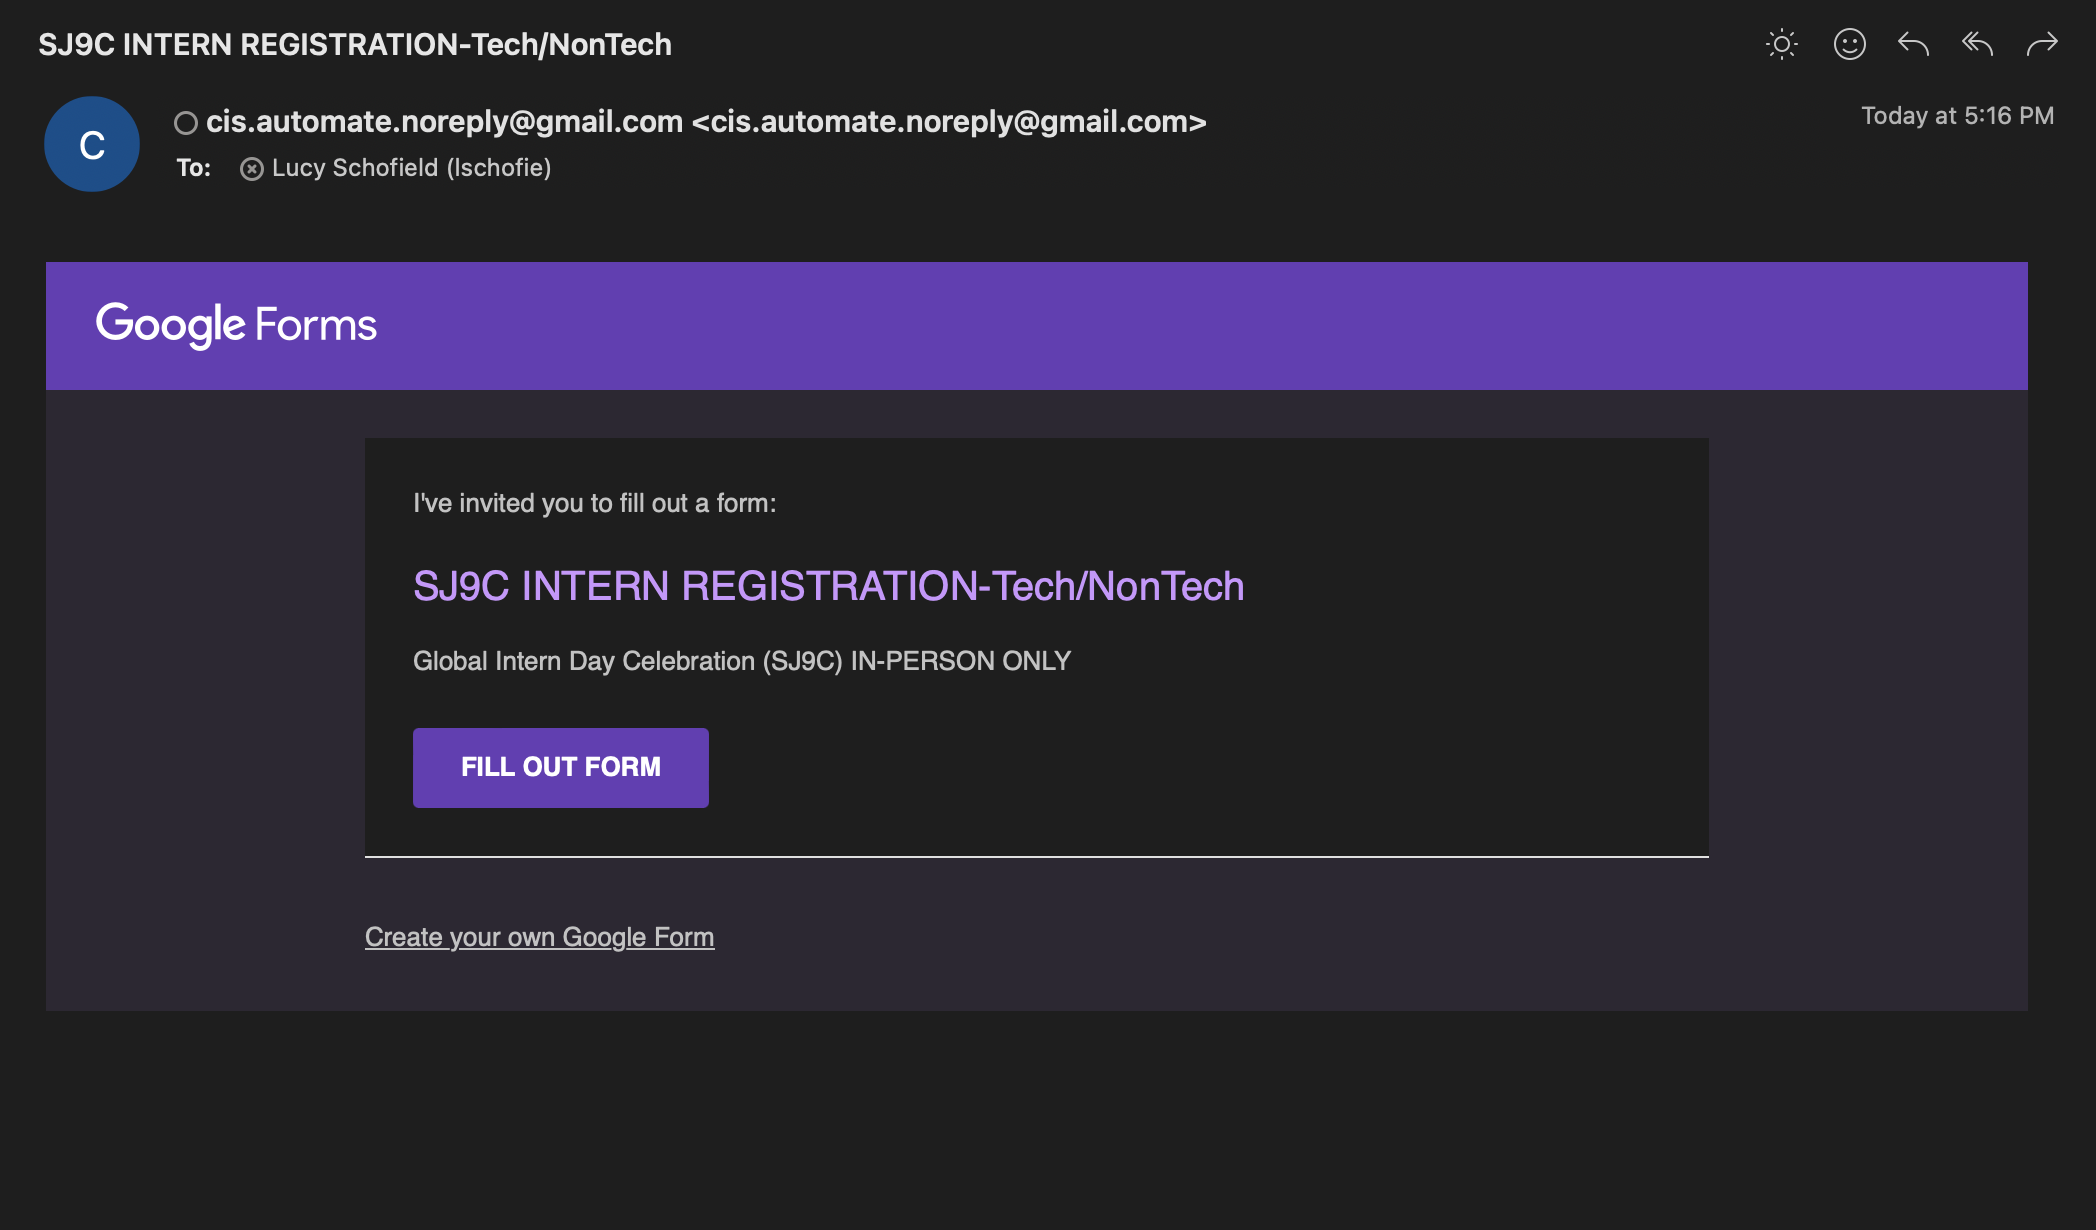 SJ9C INTERN REGISTRATION-Tech/NonTech
C
cis.automate.noreply@gmail.com <cis.automate.noreply@gmail.com>
Today at 5:16 PM
To: Lucy Schofield (lschofie)
Google Forms
I've invited you to fill out a form:
SJ9C INTERN REGISTRATION-Tech/NonTech
Global Intern Day Celebration (SJ9C) IN-PERSON ONLY
FILL OUT FORM
Create your own Google Form